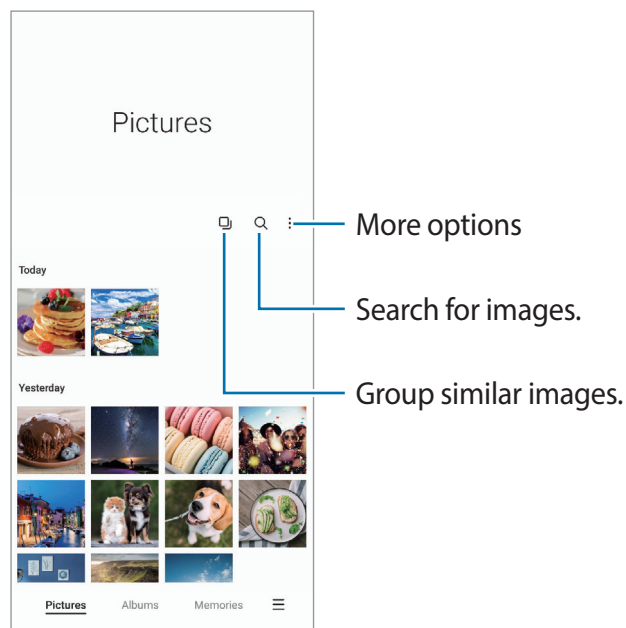 Pictures
More options
Today
Search for images.
Yesterday
Group similar images.
Pictures Albums Memories